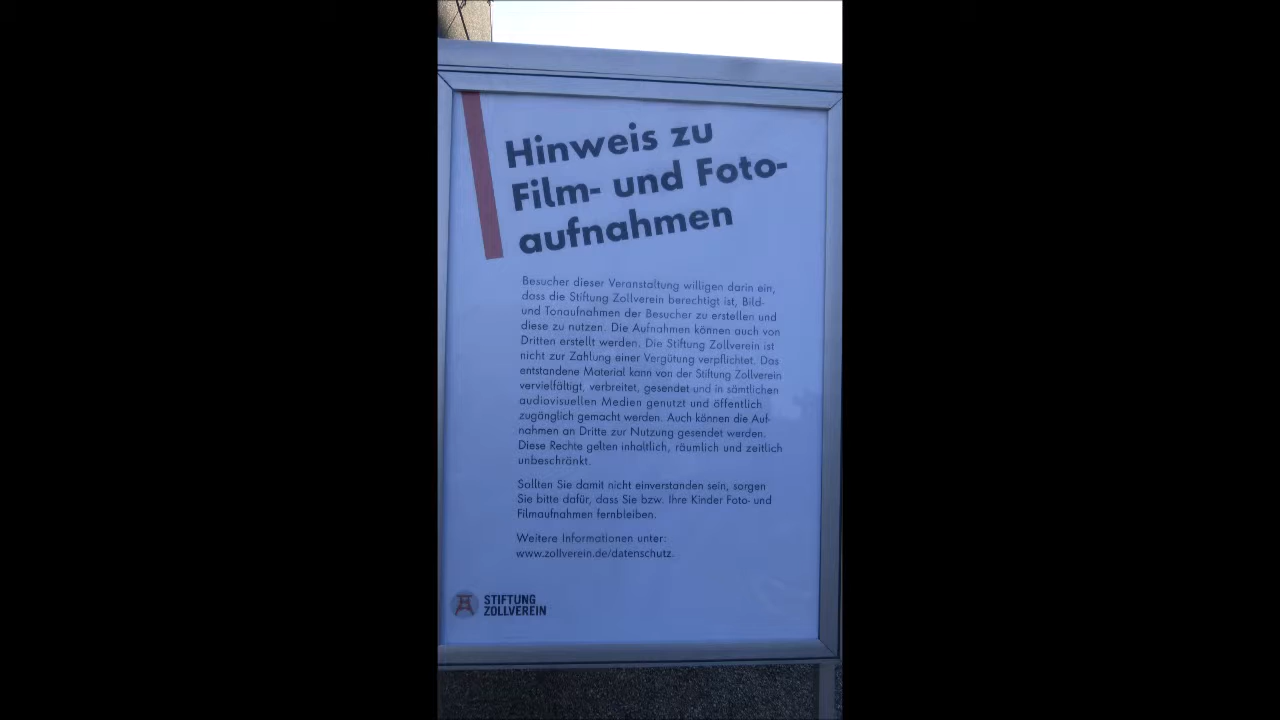 Hinweis zu
Film- und Foto-
aufnahmen
Besucher dieser Veranstaltung willigen darin ein,
dass die Stiftung Zollverein berechtigt ist, Bild-
und Tonaufnahmen der Besucher zu erstellen und
diese zu nutzen. Die Aufnahmen können auch von
Dritten erstellt werden. Die Stiftung Zollverein ist
nicht zur Zahlung einer Vergütung verpflichtet. Das
entstandene Material kann von der Stiftung Zollverein
vervielfältigt, verbreitet, gesendet und in sämtlichen
audiovisuellen Medien genutzt und öffentlich
zugänglich gemacht werden. Auch können die Auf-
nahmen an Dritte zur Nutzung gesendet werden.
Diese Rechte gelten inhaltlich, räumlich und zeitlich
unbeschränkt.
Sollten Sie damit nicht einverstanden sein, sorgen
Sie bitte dafür, dass Sie bzw. Ihre Kinder Foto- und
Filmaufnahmen fernbleiben.
Weitere Informationen unter:
www.zollverein.de/datenschutz.
STIFTUNG
ZOLLVEREIN